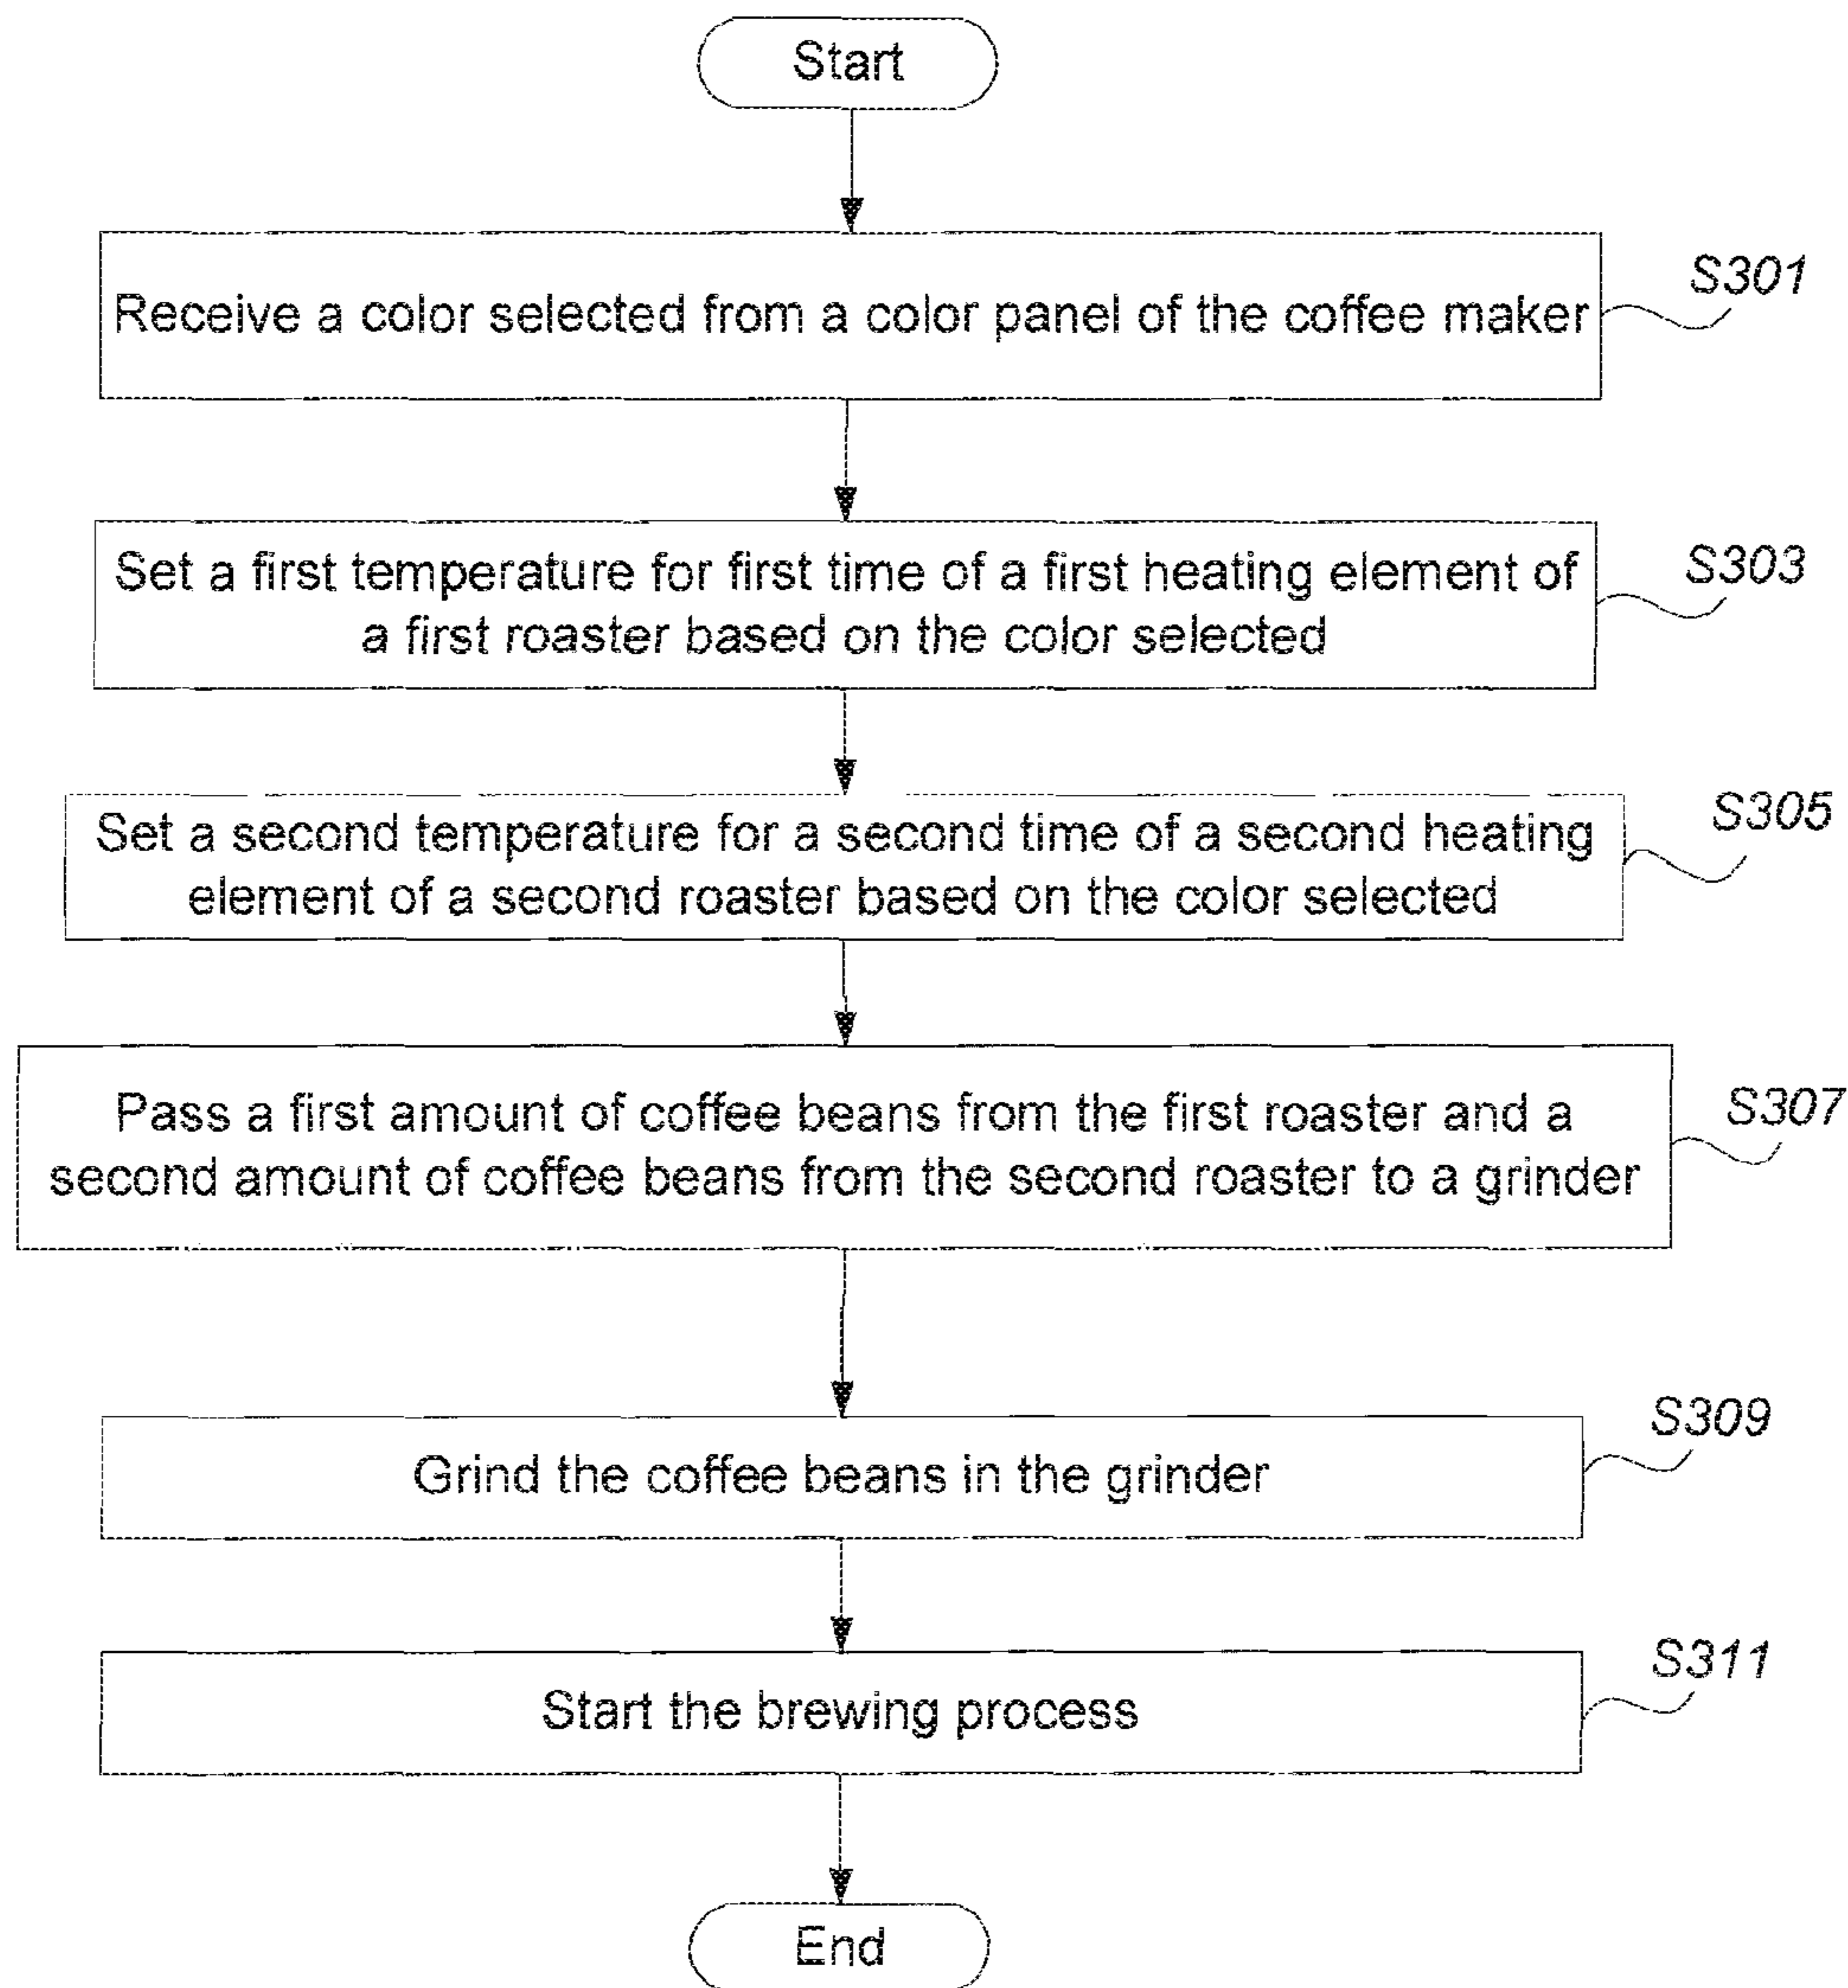 Start
Receive a color selected from a color panel of the coffee maker
S301
Set a first temperature for first time of a first heating element of
a first roaster based on the color selected
S303
Set a second temperature for a second time of a second heating
element of a second roaster based on the color selected
S305
Pass a first amount of coffee beans from the first roaster and a
second amount of coffee beans from the second roaster to a grinder
S307
Grind the coffee beans in the grinder
S309
Start the brewing process
S311
End